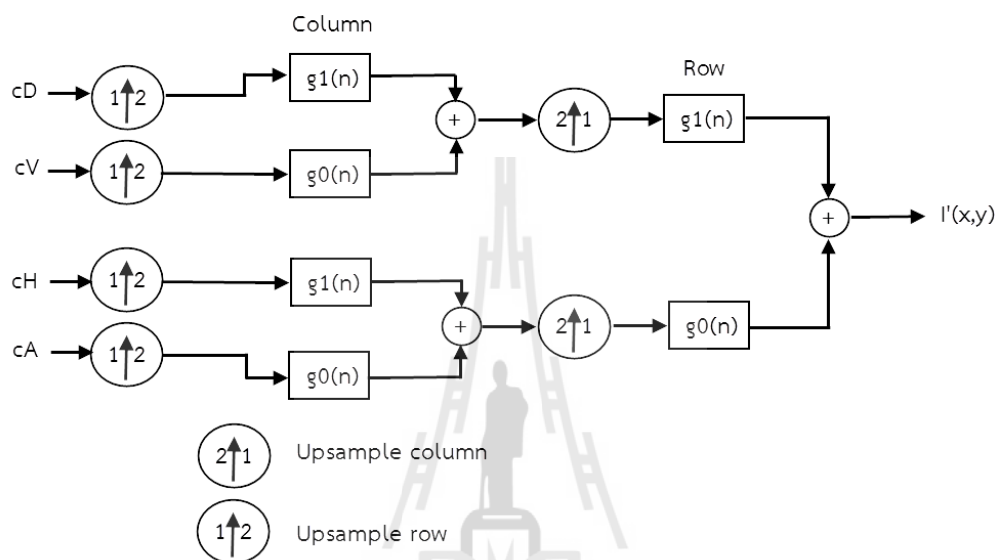 Column
cD 1↑2 g1(n)
Row
+ 2↑1 g1(n)
cV 1↑2 g0(n)
+ I'(x,y)
cH 1↑2 g1(n)
+ 2↑1 g0(n)
cA 1↑2 g0(n)
2↑1 Upsample column
1↑2 Upsample row